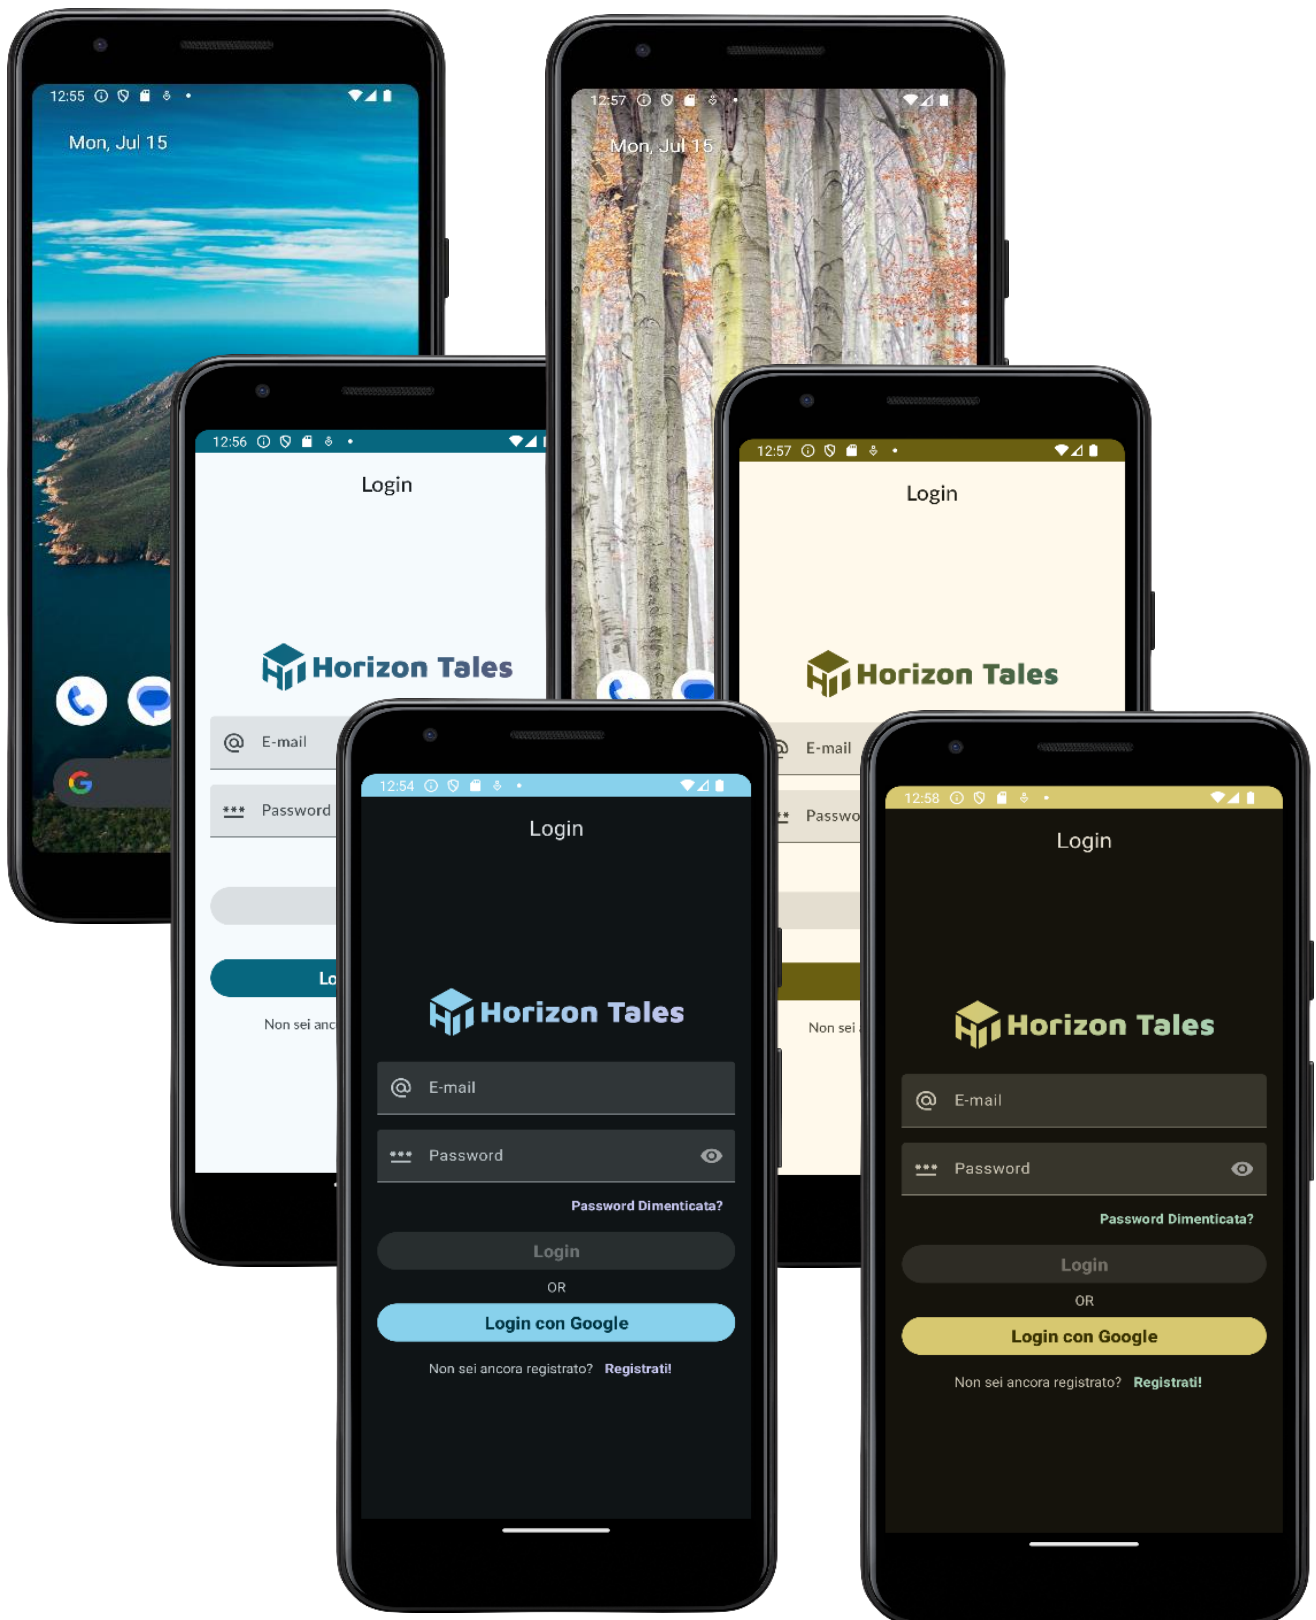 12:55
Mon, Jul 15
12:57
Mon, Jul 15
12:56
Login
Horizon Tales
E-mail
Password
Non sei
12:57
Login
Horizon Tales
E-mail
Non sei
12:54
Login
Horizon Tales
E-mail
Password
Password Dimenticata?
Login
OR
Login con Google
Non sei ancora registrato? Registrati!
12:58
Login
Horizon Tales
E-mail
Password
Password Dimenticata?
Login
OR
Login con Google
Non sei ancora registrato? Registrati!